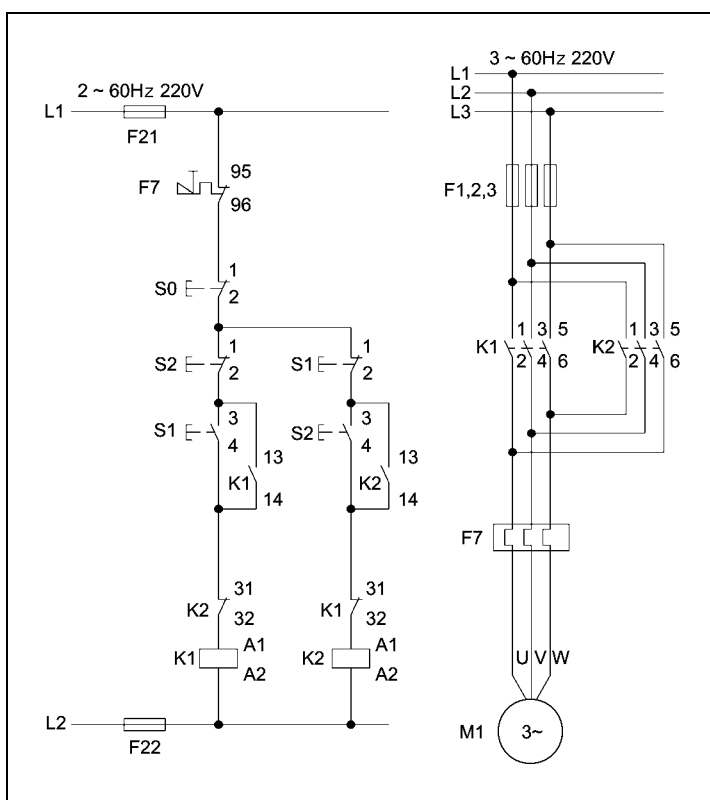 2 ~ 60Hz 220V
L1
F21
F7
95
96
S0
1
2
S2
1
2
S1
1
2
S1
3
4
S2
3
4
K1
13
14
K2
13
14
K2
31
32
K1
31
32
K1
A1
A2
K2
A1
A2
L2
F22
3 ~ 60Hz 220V
L1
L2
L3
F1,2,3
K1
1 3 5
2 4 6
K2
1 3 5
2 4 6
F7
U V W
M1
3~